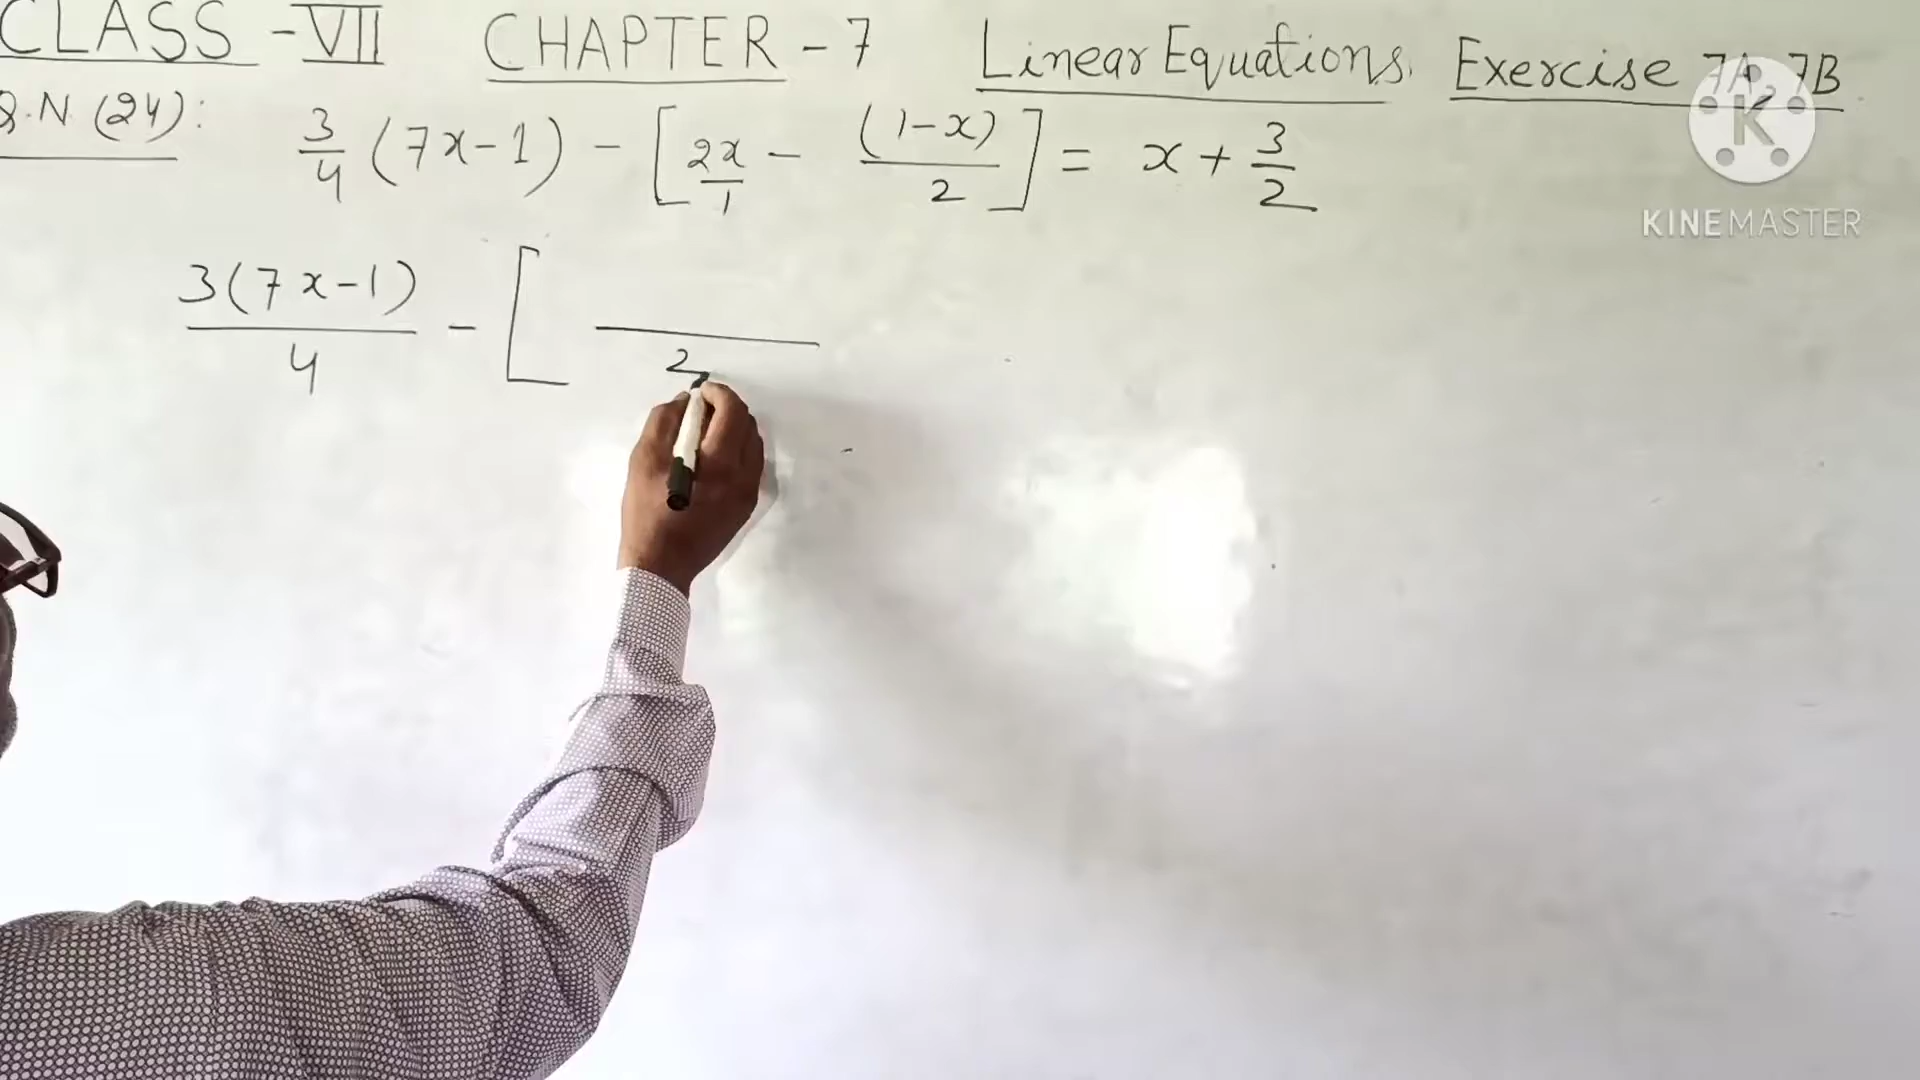 CLASS - VII CHAPTER - 7 Linear Equations. Exercise 7A, 7B
Q.N. (24): 3/4 (7x-1) - [2x/1 - (1-x)/2] = x + 3/2
K
KINEMASTER
3(7x-1)/4 - [ /2